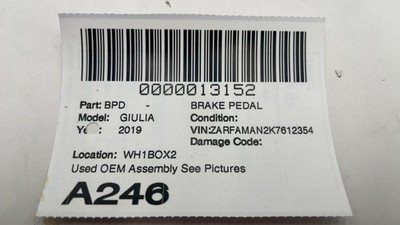 0000013152
Part: BPD - BRAKE PEDAL
Model: GIULIA Condition:
2019 VIN:ZARFAMAN2K7612354
Damage Code:
Location: WH1BOX2
Used OEM Assembly See Pictures
A246